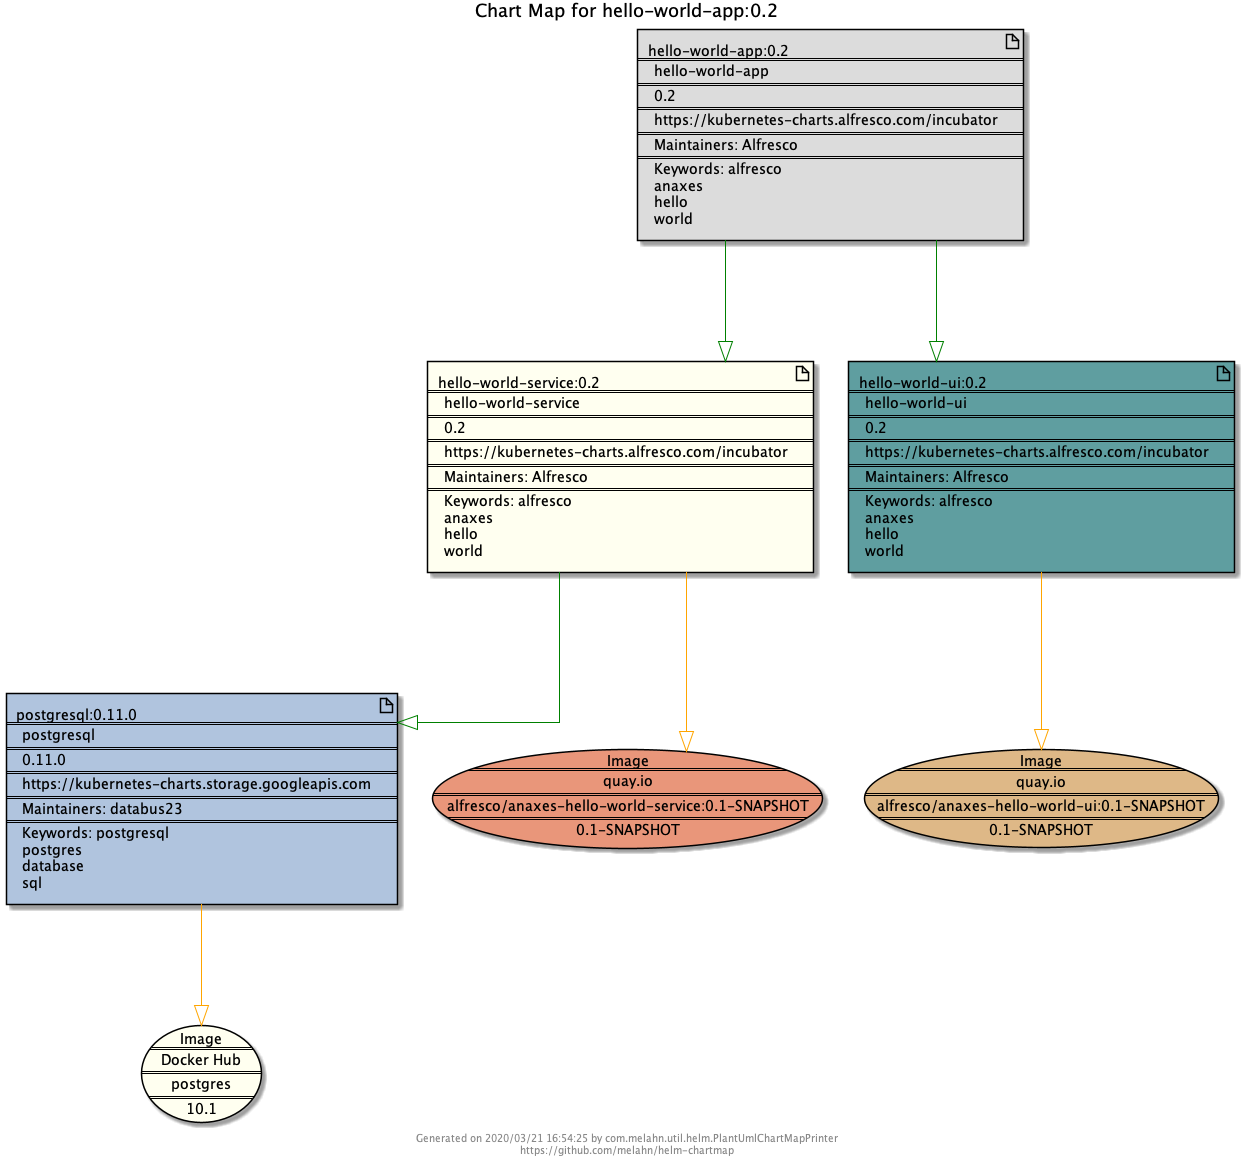 Chart Map for hello-world-app:0.2
hello-world-app:0.2
hello-world-app
0.2
https://kubernetes-charts.alfresco.com/incubator
Maintainers: Alfresco
Keywords: alfresco
anaxes
hello
world
hello-world-service:0.2
hello-world-service
0.2
https://kubernetes-charts.alfresco.com/incubator
Maintainers: Alfresco
Keywords: alfresco
anaxes
hello
world
hello-world-ui:0.2
hello-world-ui
0.2
https://kubernetes-charts.alfresco.com/incubator
Maintainers: Alfresco
Keywords: alfresco
anaxes
hello
world
postgresql:0.11.0
postgresql
0.11.0
https://kubernetes-charts.storage.googleapis.com
Maintainers: databus23
Keywords: postgresql
postgres
database
sql
Image
quay.io
alfresco/anaxes-hello-world-service:0.1-SNAPSHOT
0.1-SNAPSHOT
Image
quay.io
alfresco/anaxes-hello-world-ui:0.1-SNAPSHOT
0.1-SNAPSHOT
Image
Docker Hub
postgres
10.1
Generated on 2020/03/21 16:54:25 by com.melahn.util.helm.PlantUmlChartMapPrinter
https://github.com/melahn/helm-chartmap